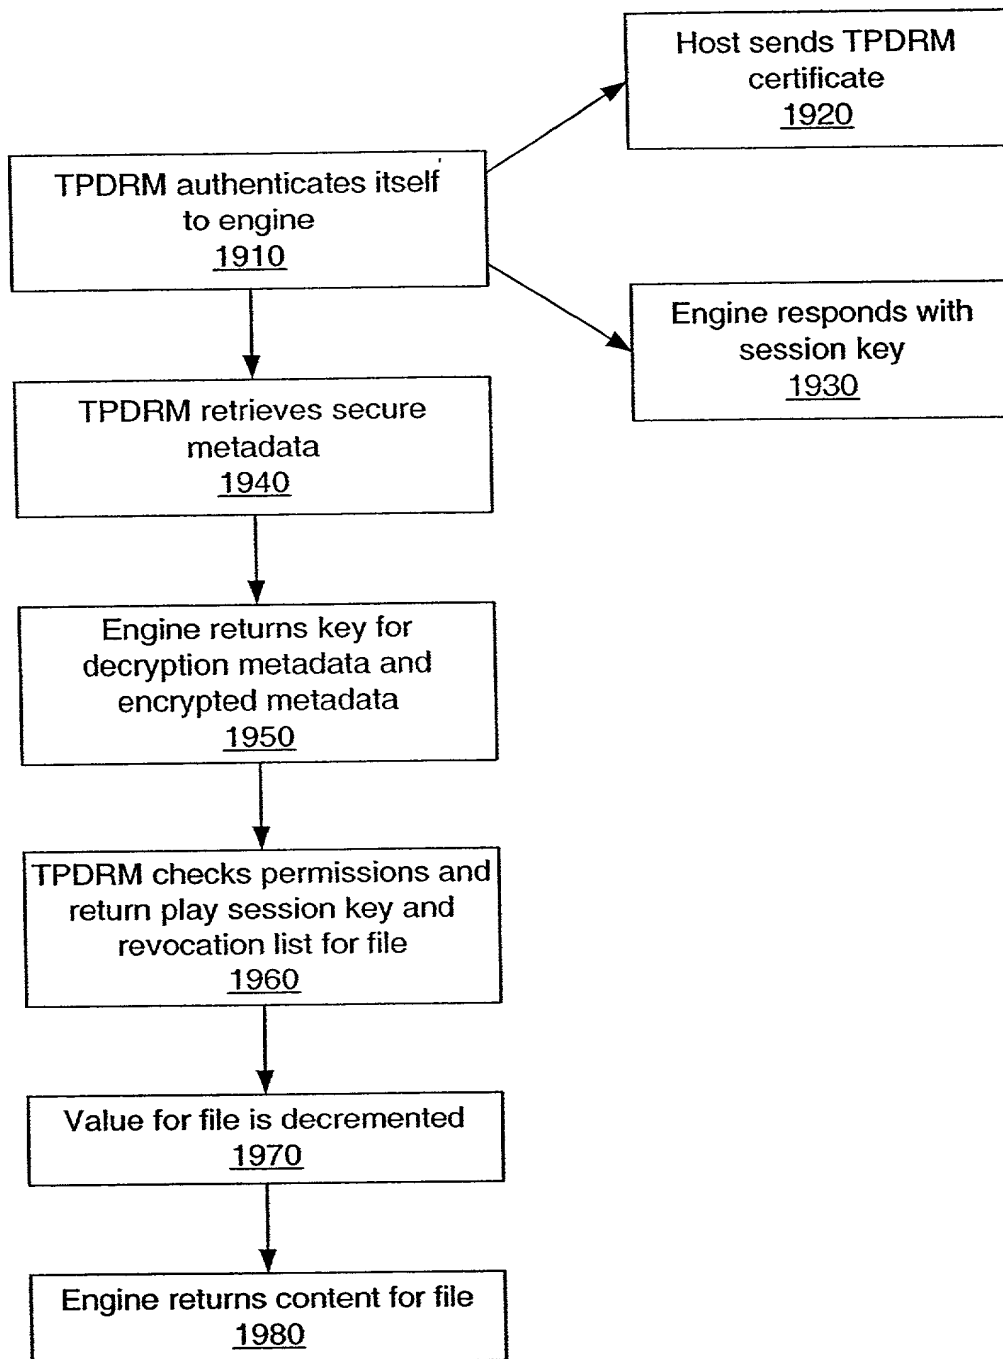 Host sends TPDRM
certificate
1920
TPDRM authenticates itself
to engine
1910
Engine responds with
session key
1930
TPDRM retrieves secure
metadata
1940
Engine returns key for
decryption metadata and
encrypted metadata
1950
TPDRM checks permissions and
return play session key and
revocation list for file
1960
Value for file is decremented
1970
Engine returns content for file
1980